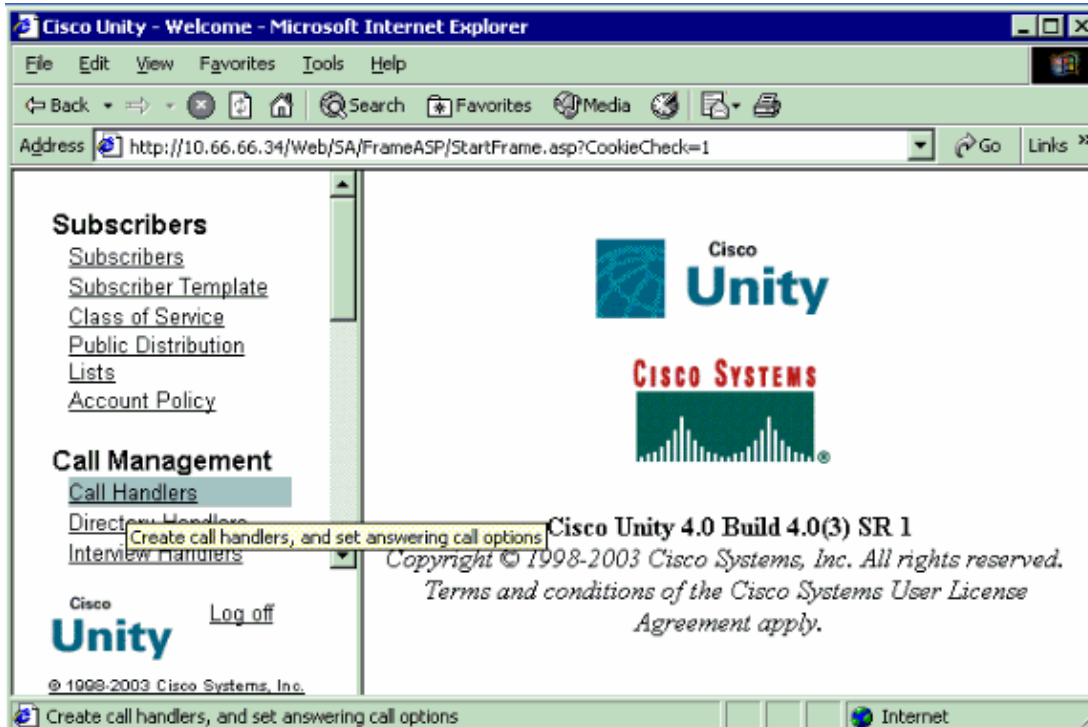 Cisco Unity - Welcome - Microsoft Internet Explorer
File Edit View Favorites Tools Help
Back Search Favorites Media
Address http://10.66.66.34/Web/SA/FrameASP/StartFrame.asp?CookieCheck=1 Go Links »
Subscribers
Subscribers
Subscriber Template
Class of Service
Public Distribution
Lists
Account Policy
Call Management
Call Handlers
Directory Handlers
Create call handlers, and set answering call options
Interview Handlers
Cisco
Unity
Log off
© 1998-2003 Cisco Systems, Inc.
Cisco
Unity
CISCO SYSTEMS
®
Cisco Unity 4.0 Build 4.0(3) SR 1
Copyright © 1998-2003 Cisco Systems, Inc. All rights reserved.
Terms and conditions of the Cisco Systems User License
Agreement apply.
Create call handlers, and set answering call options Internet